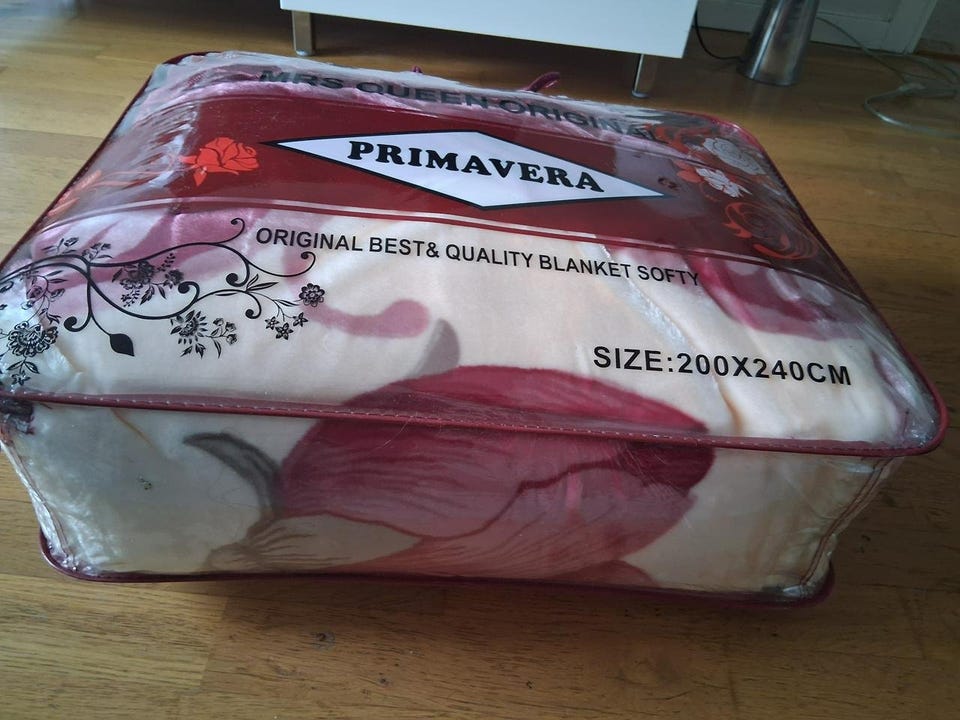 MRS QUEEN ORIGINAL
PRIMAVERA
ORIGINAL BEST& QUALITY BLANKET SOFTY
SIZE:200X240CM